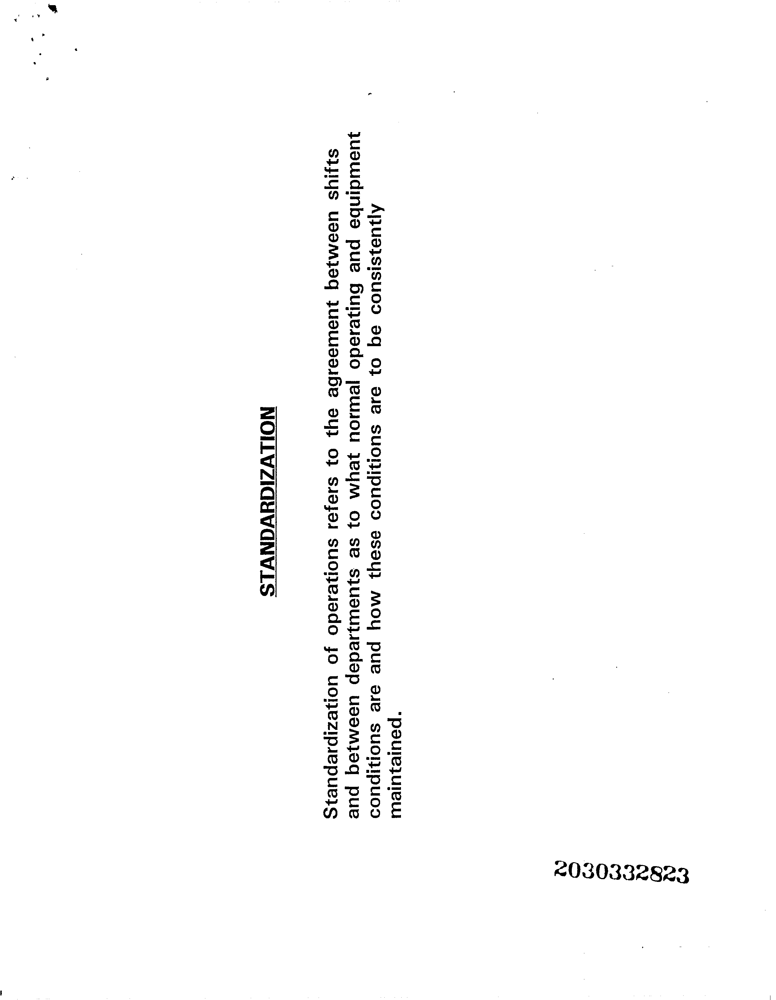 STANDARDIZATION
Standardization of operations refers to the agreement between shifts
and between departments as to what normal operating and equipment
conditions are and how these conditions are to be consistently
maintained.
2030332823